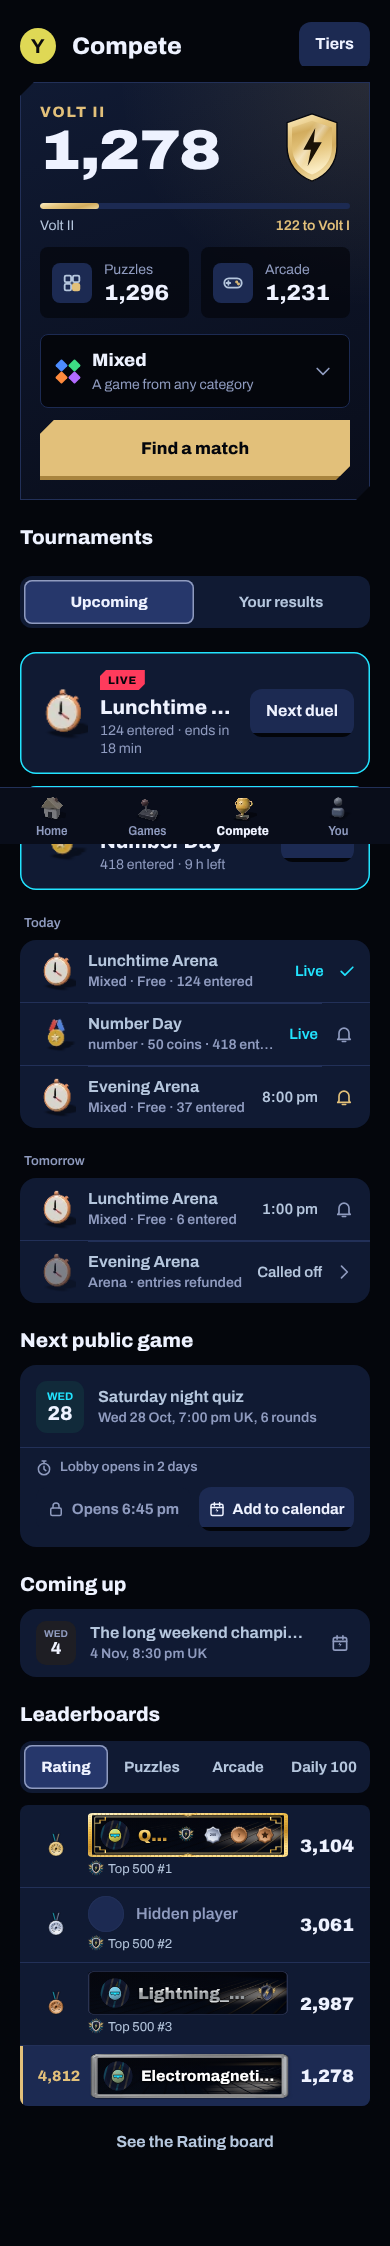 Y
Compete
Tiers
VOLT II
1,278
Volt II
122 to Volt I
Puzzles
1,296
Arcade
1,231
Mixed
A game from any category
Find a match
Tournaments
Upcoming
Your results
LIVE
Lunchtime ...
124 entered · ends in
18 min
Next duel
Home
Games
Compete
You
Number Day
418 entered · 9 h left
Today
Lunchtime Arena
Mixed · Free · 124 entered
Live
Number Day
number · 50 coins · 418 ent...
Live
Evening Arena
Mixed · Free · 37 entered
8:00 pm
Tomorrow
Lunchtime Arena
Mixed · Free · 6 entered
1:00 pm
Evening Arena
Arena · entries refunded
Called off
Next public game
WED
28
Saturday night quiz
Wed 28 Oct, 7:00 pm UK, 6 rounds
Lobby opens in 2 days
Opens 6:45 pm
Add to calendar
Coming up
WED
4
The long weekend champi...
4 Nov, 8:30 pm UK
Leaderboards
Rating
Puzzles
Arcade
Daily 100
Q...
Top 500 #1
3,104
Hidden player
Top 500 #2
3,061
Lightning_...
Top 500 #3
2,987
4,812
Electromagneti...
1,278
See the Rating board